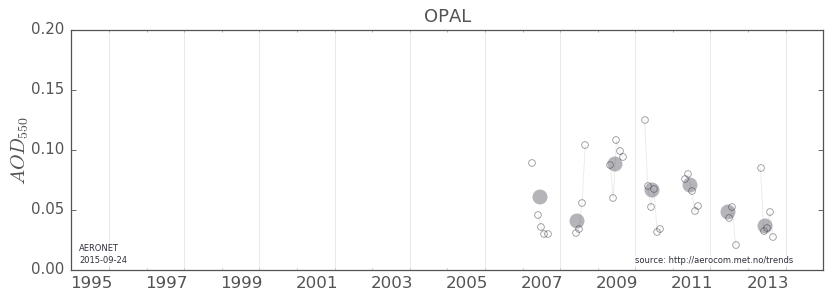 OPAL
0.20
0.15
0.10
0.05
0.00
AOD550
AERONET
2015-09-24
source: http://aerocom.met.no/trends
1995 1997 1999 2001 2003 2005 2007 2009 2011 2013